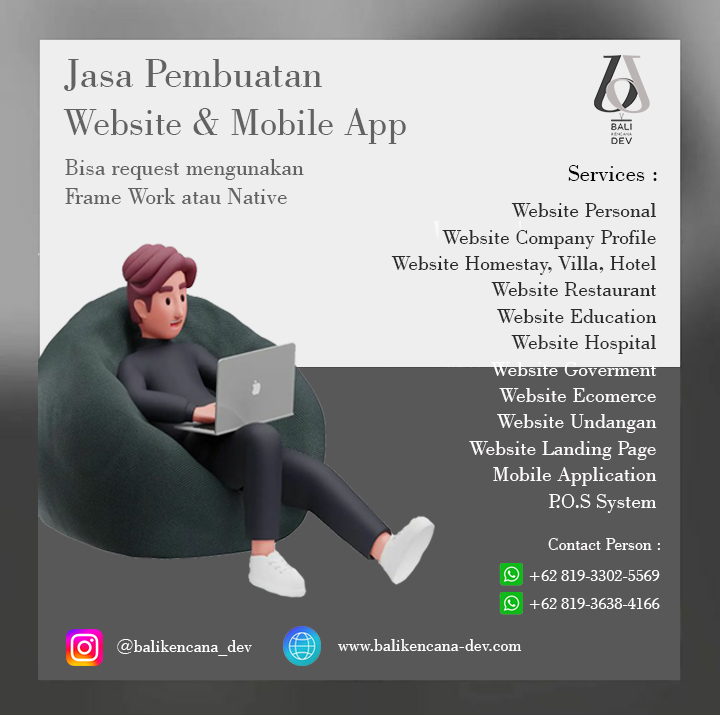 Jasa Pembuatan
Website & Mobile App
Bisa request mengunakan
Frame Work atau Native
BALI
KENCANA
DEV
Services :
Website Personal
Website Company Profile
Website Homestay, Villa, Hotel
Website Restaurant
Website Education
Website Hospital
Website Goverment
Website Ecomerce
Website Undangan
Website Landing Page
Mobile Application
P.O.S System
Contact Person :
+62 819-3302-5569
+62 819-3638-4166
@balikencana_dev
www.balikencana-dev.com